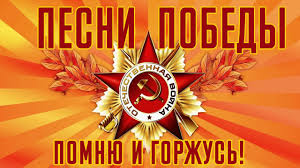 ПЕСНИ ПОБЕДЫ
ОТЕЧЕСТВЕННАЯ ВОЙНА
ПОМНЮ И ГОРЖУСЬ!